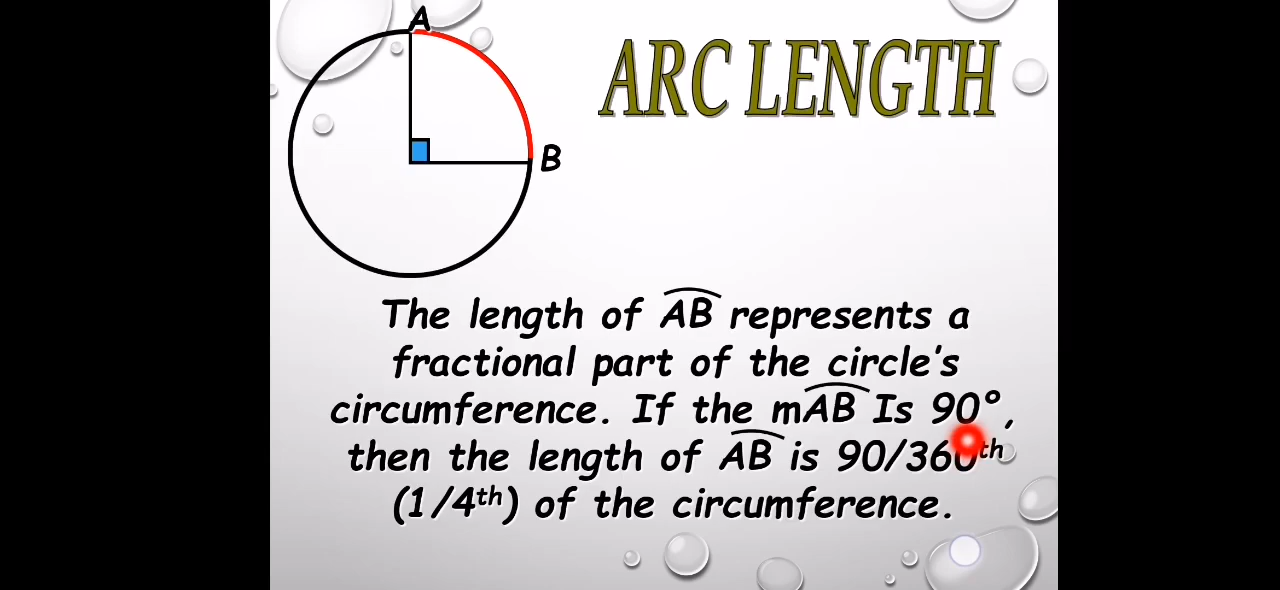 A
ARC LENGTH
B
The length of AB represents a
fractional part of the circle's
circumference. If the mAB Is 90°,
then the length of AB is 90/360th
(1/4th) of the circumference.